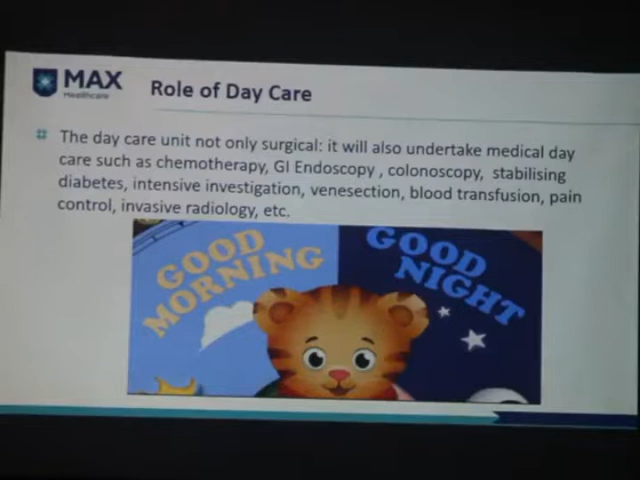 MAX
Healthcare
Role of Day Care
The day care unit not only surgical: it will also undertake medical day
care such as chemotherapy, GI Endoscopy , colonoscopy, stabilising
diabetes, intensive investigation, venesection, blood transfusion, pain
control, invasive radiology, etc.
GOOD
MORNING
GOOD
NIGHT